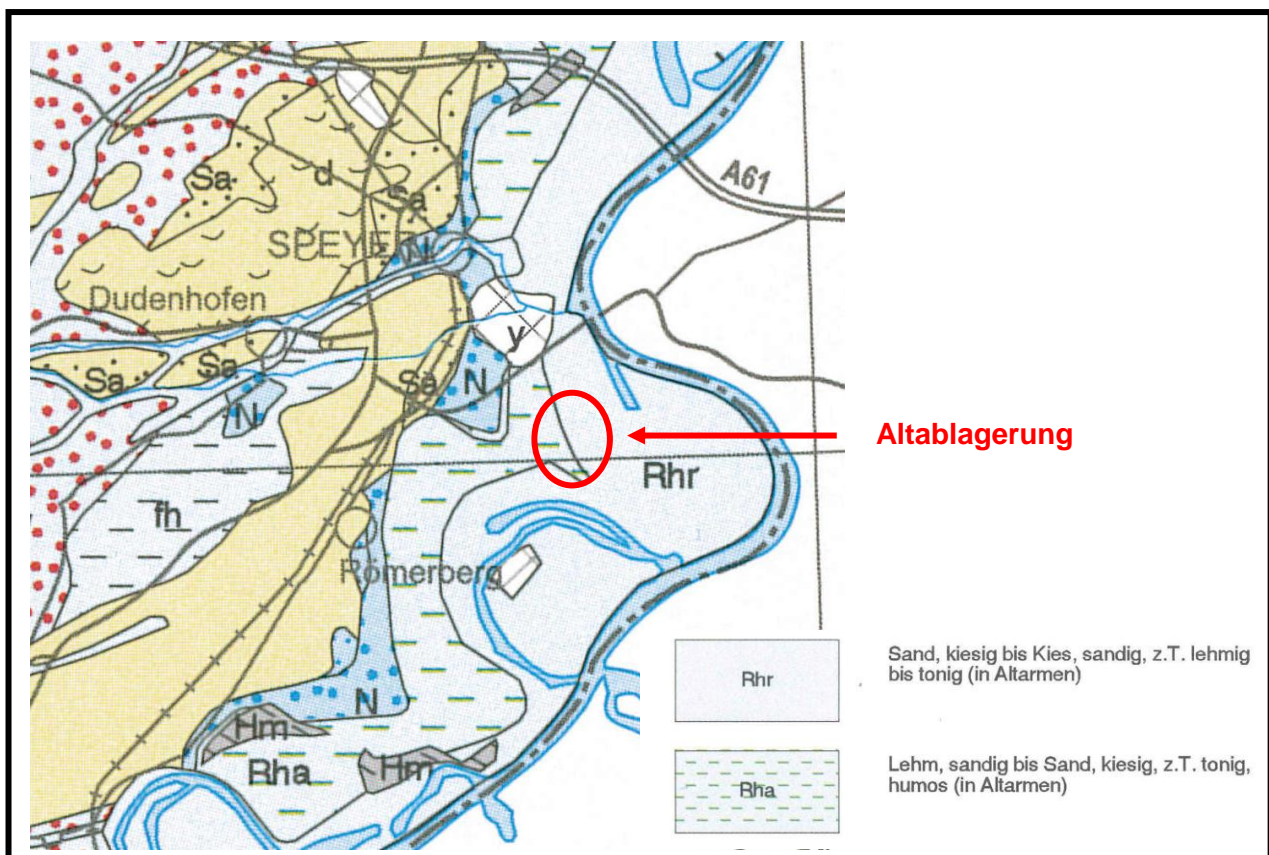 A61
Sa
d
Sa
SPEYER
N
Dudenhofen
y
Sa
Sa
Sa
N
N
Altablagerung
Rhr
fh
Römerberg
N
Hm
Rha
Hm
Rhr
Sand, kiesig bis Kies, sandig, z.T. lehmig
bis tonig (in Altarmen)
Rha
Lehm, sandig bis Sand, kiesig, z.T. tonig,
humos (in Altarmen)